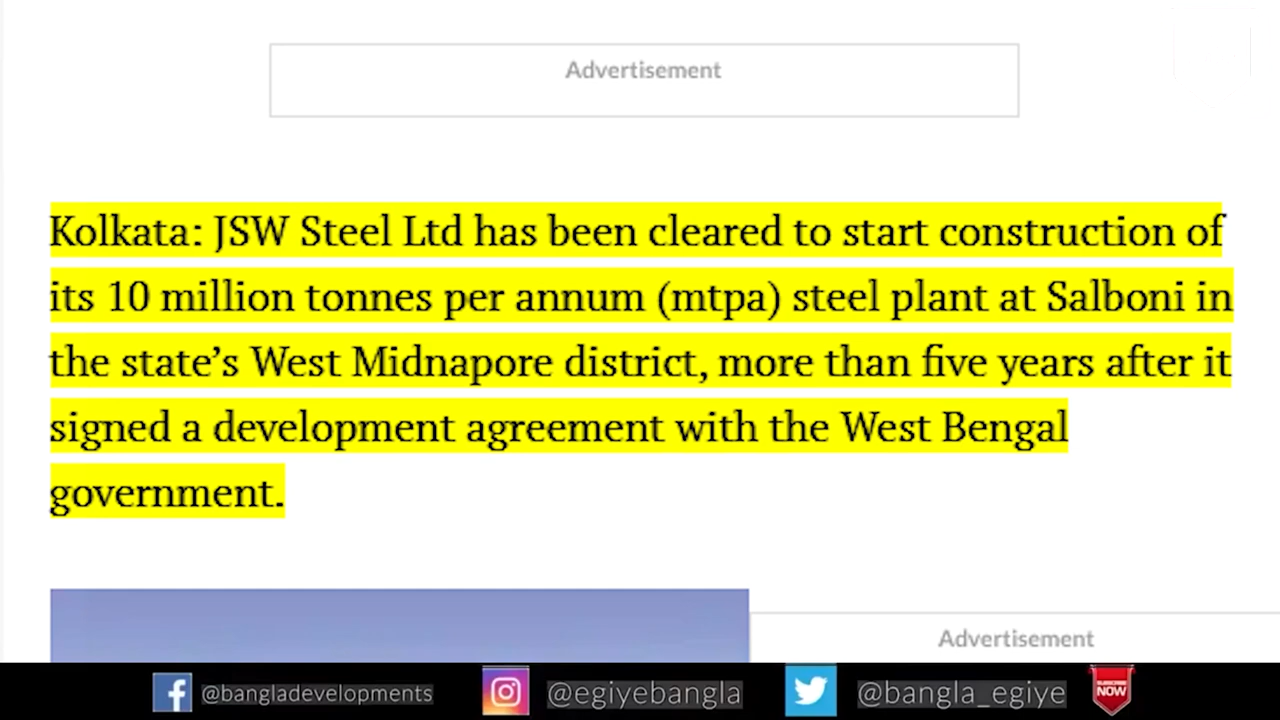 Advertisement
Kolkata: JSW Steel Ltd has been cleared to start construction of
its 10 million tonnes per annum (mtpa) steel plant at Salboni in
the state’s West Midnapore district, more than five years after it
signed a development agreement with the West Bengal
government.
Advertisement
@bangladevelopments @egiyebangla @bangla_egiye SUBSCRIBE
NOW